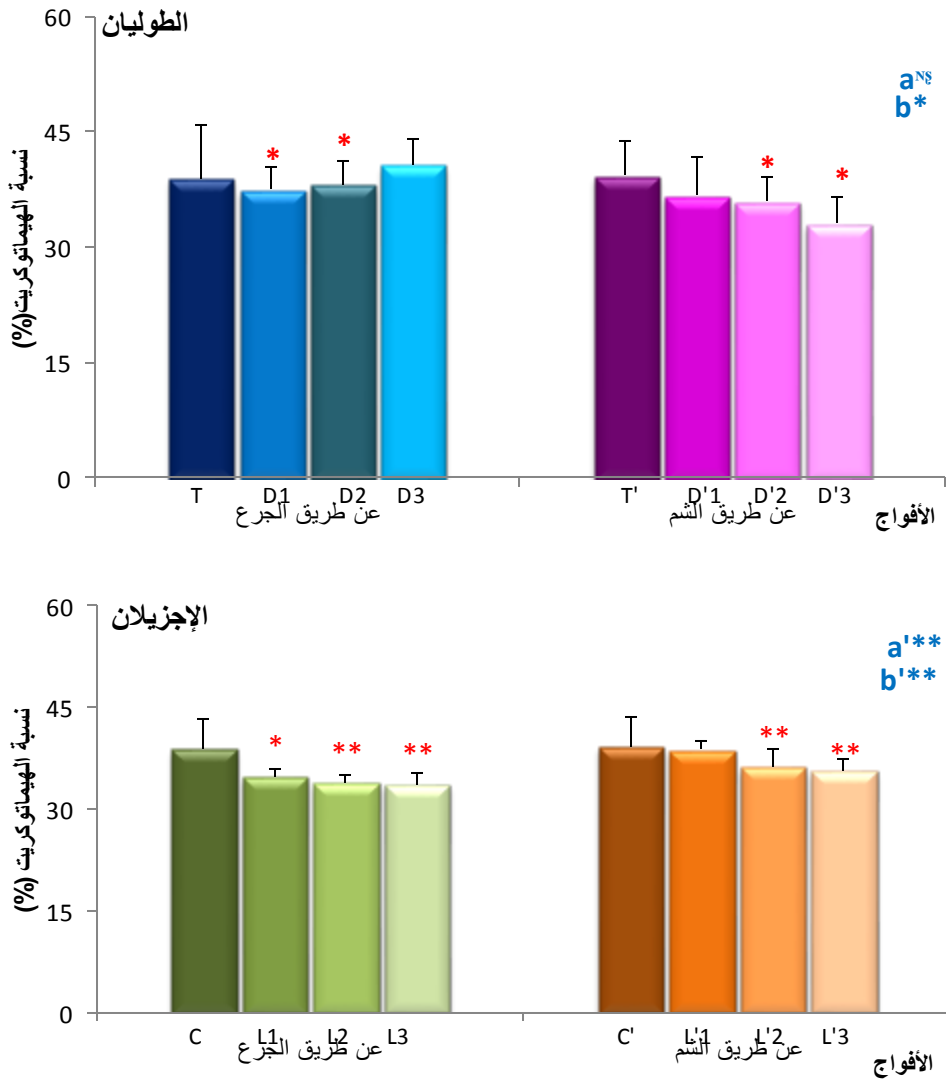 الطوليان
60
45
30
15
0
نسبة الهيماتوكريت(%)
a NS
b*
* * * *
T D1 D2 D3 T' D'1 D'2 D'3
عن طريق الجرع عن طريق الشم الأفواج
الإجزيلان
60
45
30
15
0
نسبة الهيماتوكريت (%)
a'**
b'**
* ** ** ** **
C L1 L2 L3 C' L'1 L'2 L'3
عن طريق الجرع عن طريق الشم الأفواج